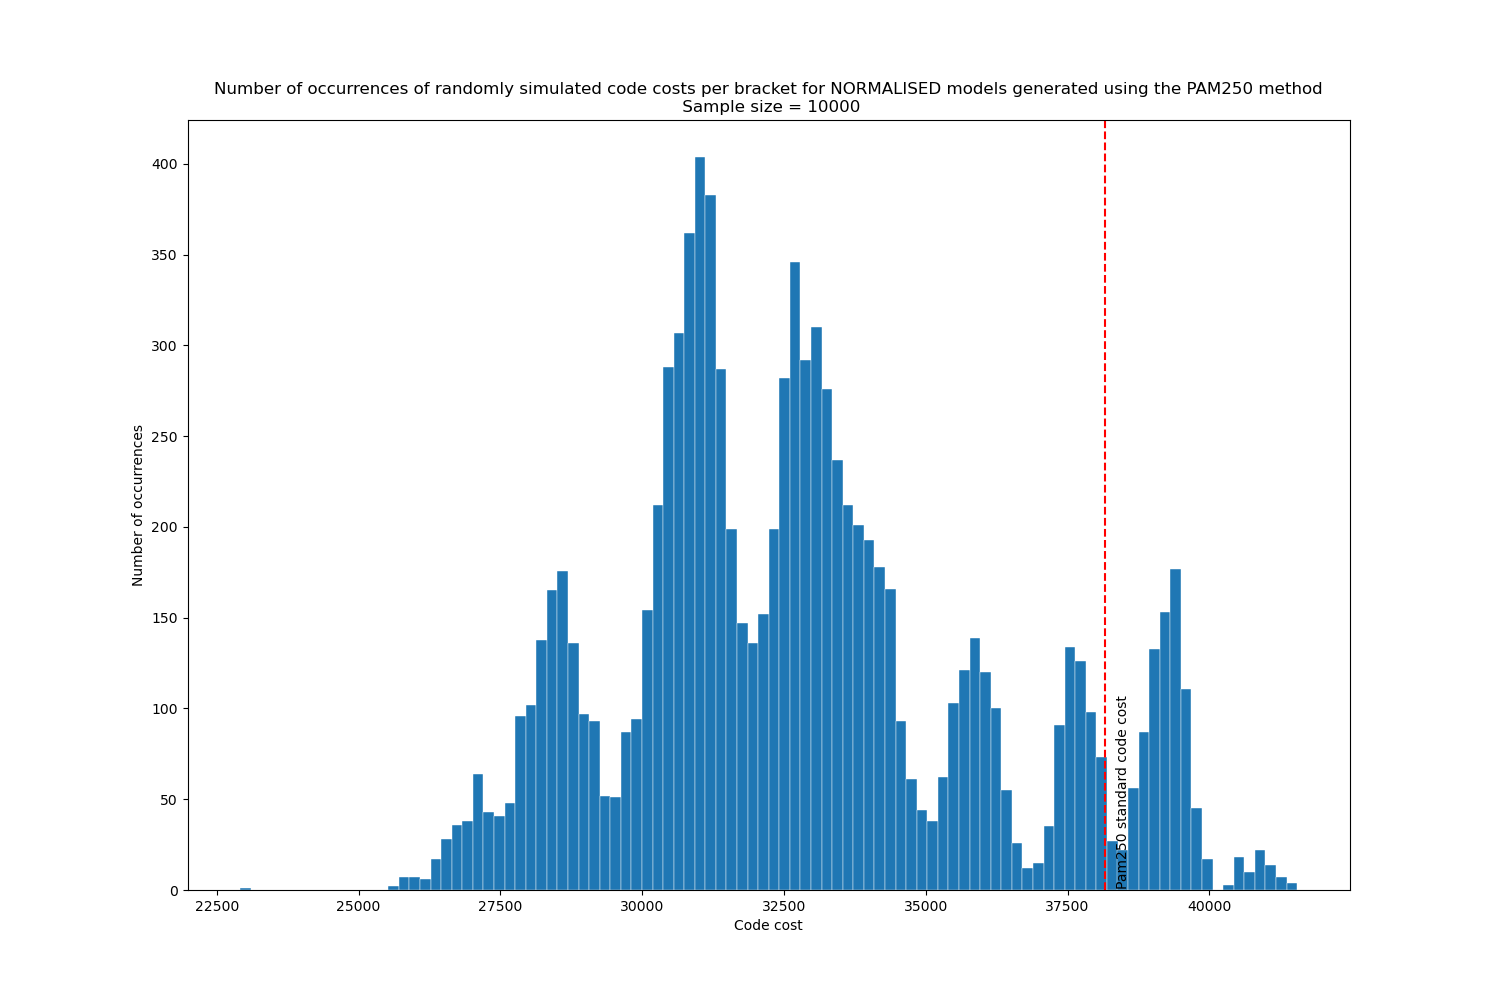 Number of occurrences of randomly simulated code costs per bracket for NORMALISED models generated using the PAM250 method
Sample size = 10000
400
350
300
250
200
150
100
50
0
Number of occurrences
Pam250 standard code cost
22500 25000 27500 30000 32500 35000 37500 40000
Code cost